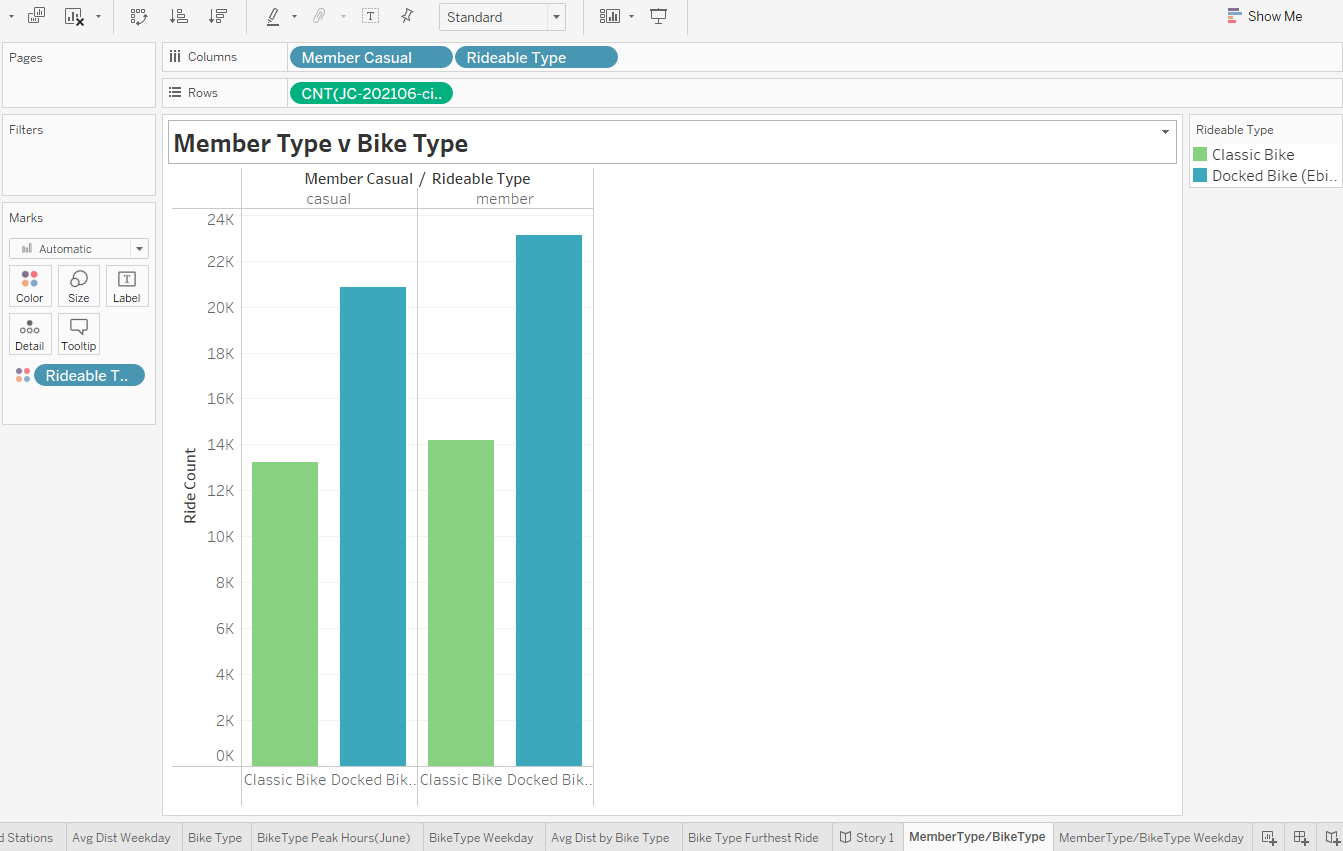 Standard
Show Me
Pages
Columns
Member Casual
Rideable Type
Rows
CNT(JC-202106-ci..
Filters
Marks
Automatic
Color
Size
Label
Detail
Tooltip
Rideable T..
Member Type v Bike Type
Member Casual / Rideable Type
casual
member
24K
22K
20K
18K
16K
14K
12K
10K
8K
6K
4K
2K
0K
Ride Count
Classic Bike
Docked Bik..
Classic Bike
Docked Bik..
Rideable Type
Classic Bike
Docked Bike (Ebi..
d Stations
Avg Dist Weekday
Bike Type
BikeType Peak Hours(June)
BikeType Weekday
Avg Dist by Bike Type
Bike Type Furthest Ride
Story 1
MemberType/BikeType
MemberType/BikeType Weekday